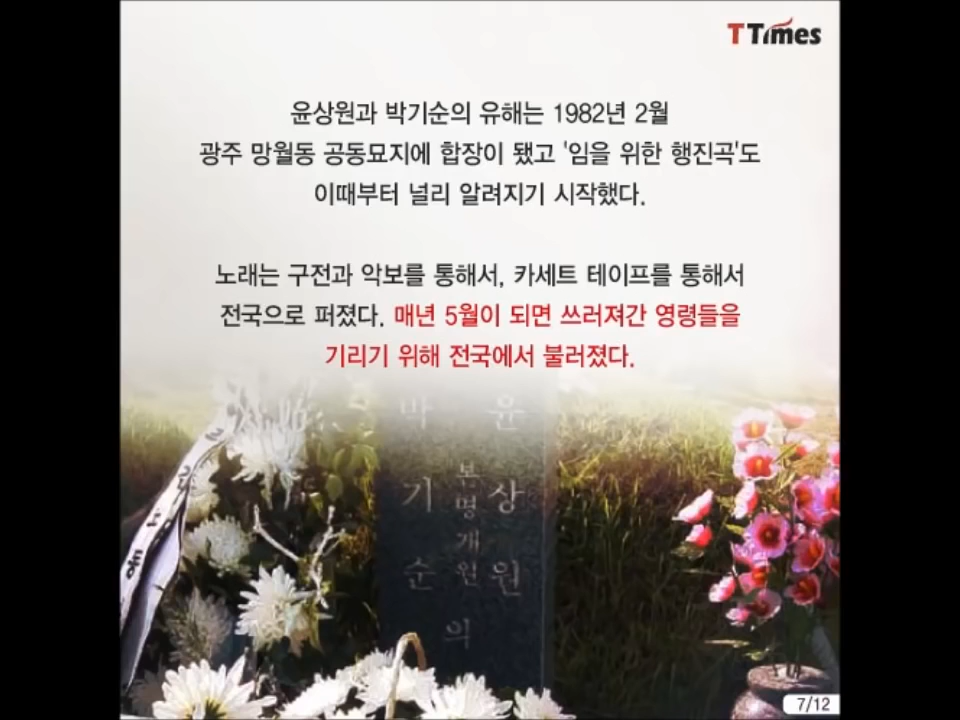 TTimes
윤상원과 박기순의 유해는 1982년 2월
광주 망월동 공동묘지에 합장이 됐고 '임을 위한 행진곡'도
이때부터 널리 알려지기 시작했다.
노래는 구전과 악보를 통해서, 카세트 테이프를 통해서
전국으로 퍼졌다. 매년 5월이 되면 쓰러져간 영령들을
기리기 위해 전국에서 불러졌다.
윤상원
본명개원
박기순
의
7/12